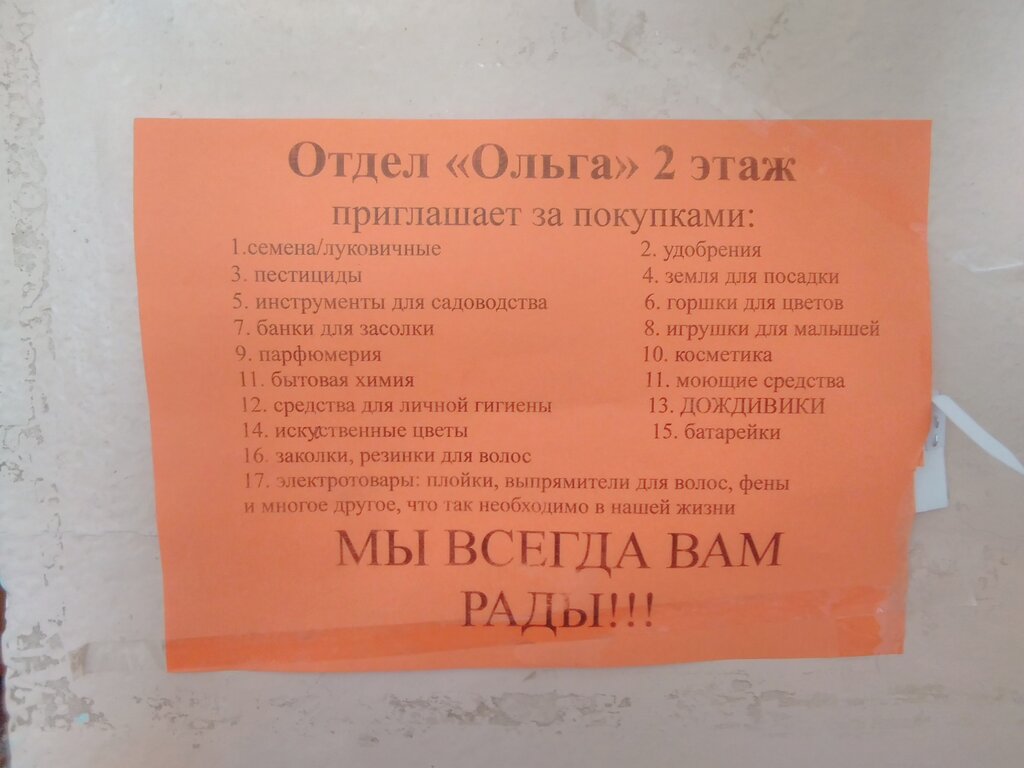 Отдел «Ольга» 2 этаж
приглашает за покупками:
1.семена/луковичные 2. удобрения
3. пестициды 4. земля для посадки
5. инструменты для садоводства 6. горшки для цветов
7. банки для засолки 8. игрушки для малышей
9. парфюмерия 10. косметика
11. бытовая химия 11. моющие средства
12. средства для личной гигиены 13. ДОЖДИВИКИ
14. искуственные цветы 15. батарейки
16. заколки, резинки для волос
17. электротовары: плойки, выпрямители для волос, фены
и многое другое, что так необходимо в нашей жизни
МЫ ВСЕГДА ВАМ
РАДЫ!!!